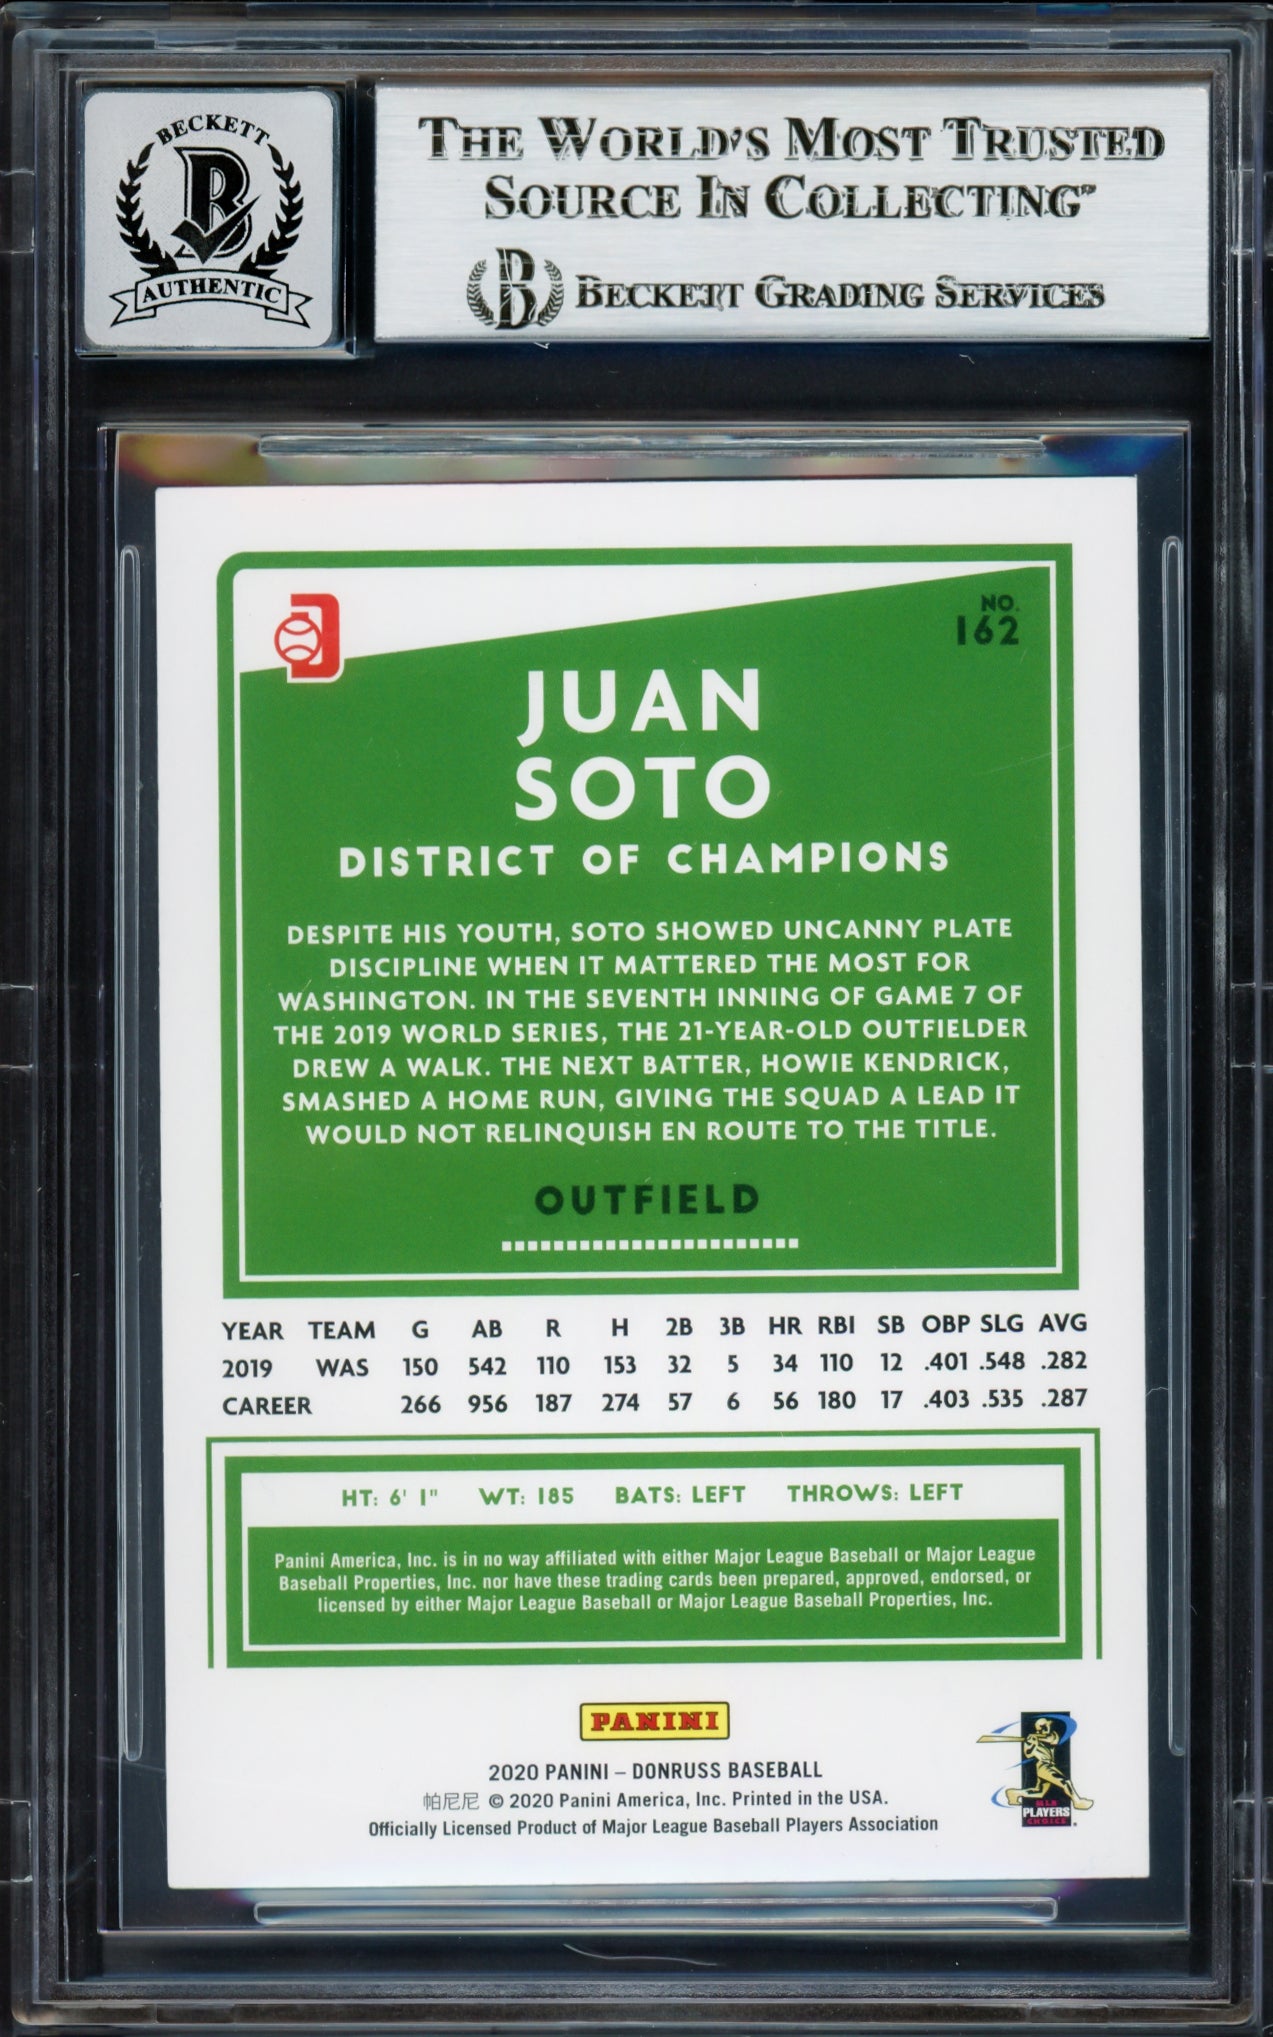 BECKETT
B
AUTHENTIC
THE WORLD'S MOST TRUSTED
SOURCE IN COLLECTING™
B BECKETT GRADING SERVICES
NO.
162
JUAN
SOTO
DISTRICT OF CHAMPIONS
DESPITE HIS YOUTH, SOTO SHOWED UNCANNY PLATE
DISCIPLINE WHEN IT MATTERED THE MOST FOR
WASHINGTON. IN THE SEVENTH INNING OF GAME 7 OF
THE 2019 WORLD SERIES, THE 21-YEAR-OLD OUTFIELDER
DREW A WALK. THE NEXT BATTER, HOWIE KENDRICK,
SMASHED A HOME RUN, GIVING THE SQUAD A LEAD IT
WOULD NOT RELINQUISH EN ROUTE TO THE TITLE.
OUTFIELD
YEAR TEAM G AB R H 2B 3B HR RBI SB OBP SLG AVG
2019 WAS 150 542 110 153 32 5 34 110 12 .401 .548 .282
CAREER 266 956 187 274 57 6 56 180 17 .403 .535 .287
HT: 6' 1" WT: 185 BATS: LEFT THROWS: LEFT
Panini America, Inc. is in no way affiliated with either Major League Baseball or Major League
Baseball Properties, Inc. nor have these trading cards been prepared, approved, endorsed, or
licensed by either Major League Baseball or Major League Baseball Properties, Inc.
PANINI
2020 PANINI – DONRUSS BASEBALL
帕尼尼 © 2020 Panini America, Inc. Printed in the USA.
Officially Licensed Product of Major League Baseball Players Association
MLB
PLAYERS
CHOICE